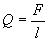 Q = F / l